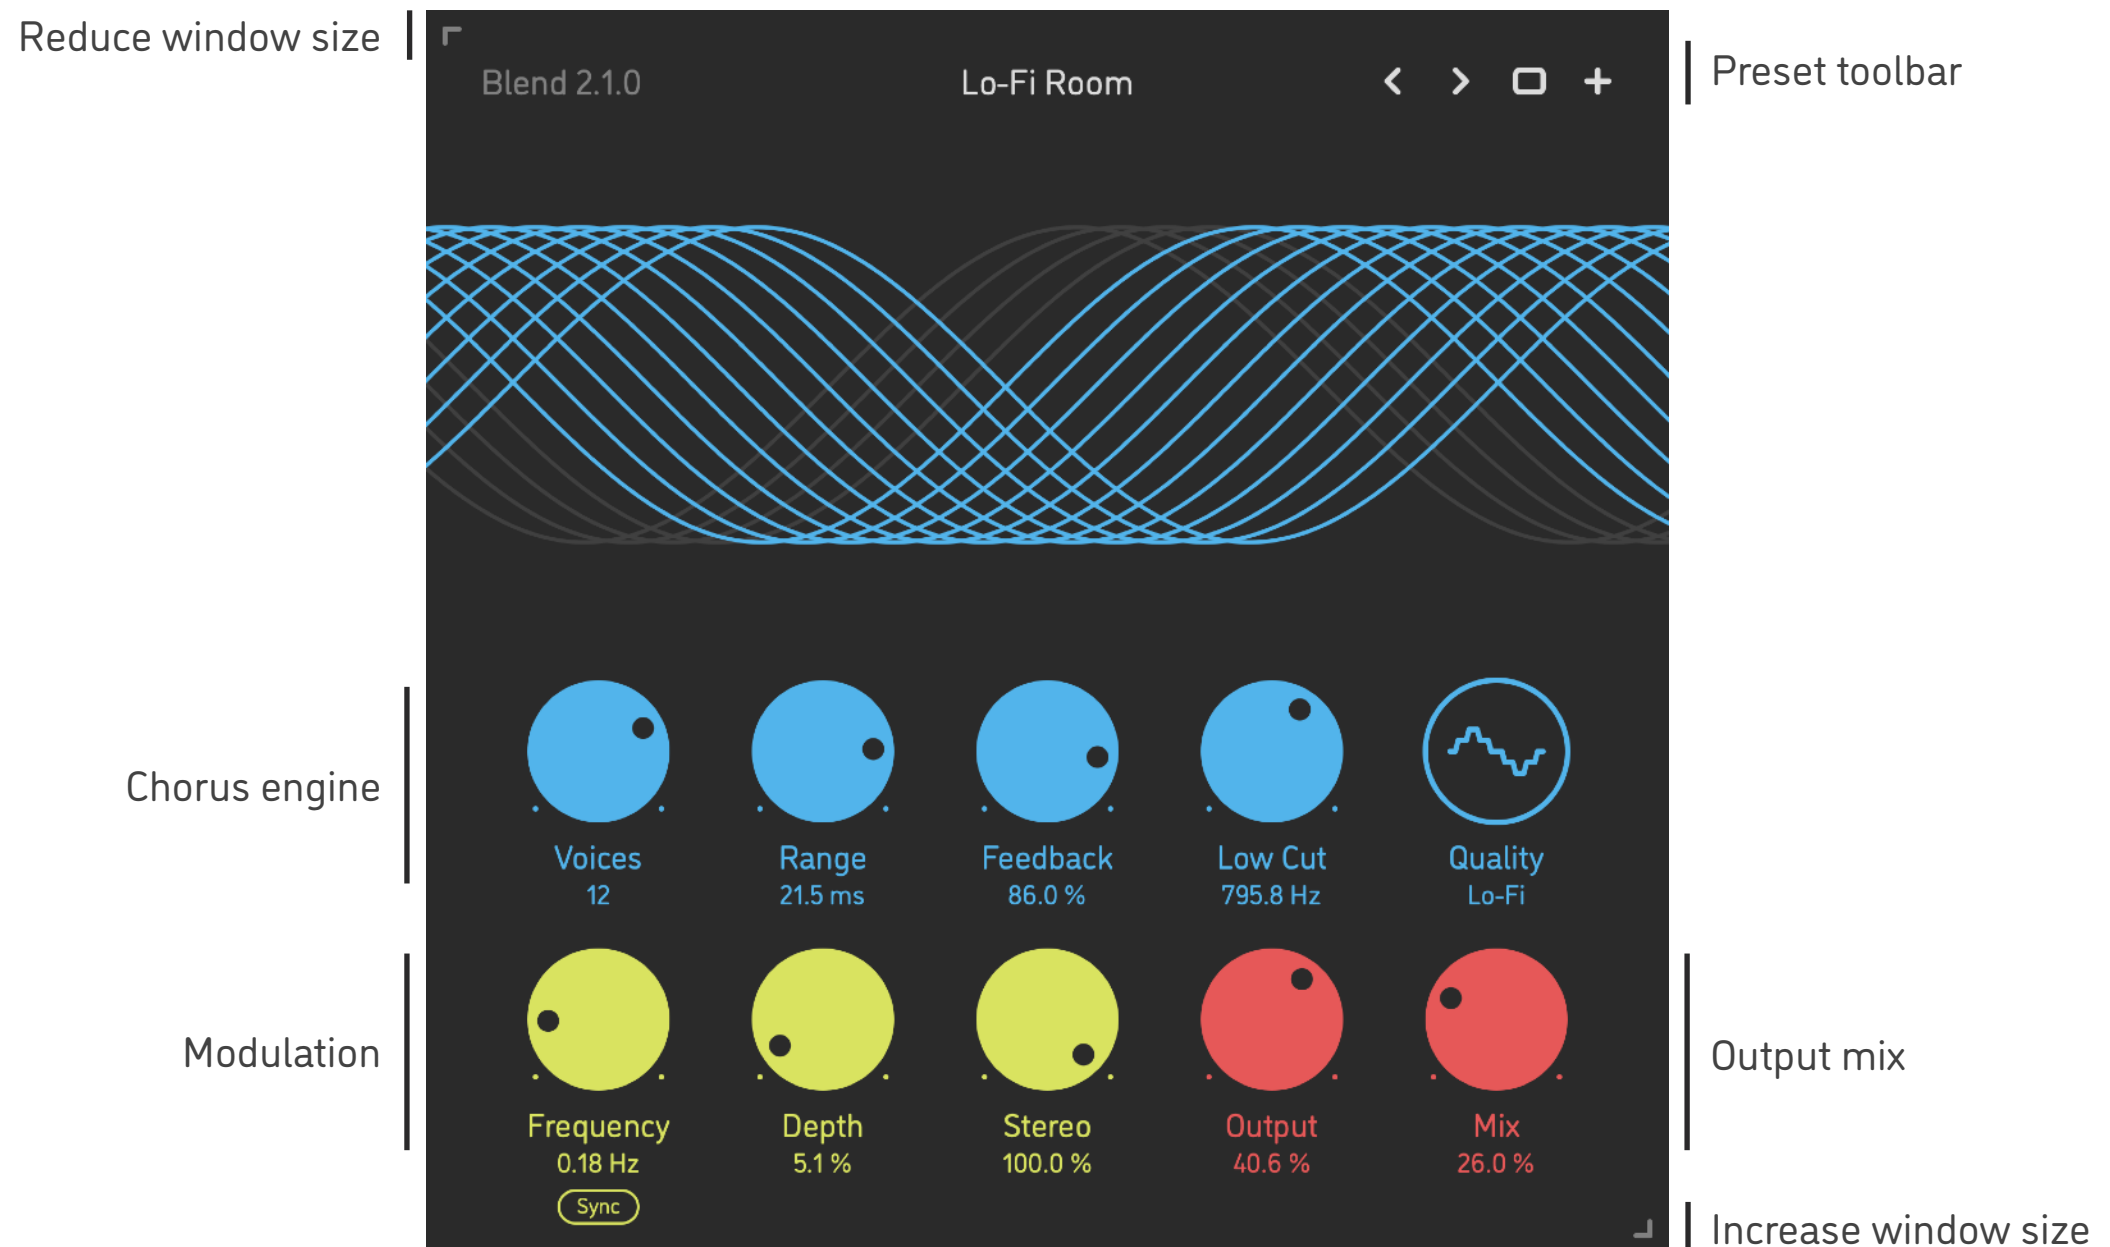 Reduce window size
Blend 2.1.0
Lo-Fi Room
Preset toolbar
Chorus engine
Voices
12
Range
21.5 ms
Feedback
86.0 %
Low Cut
795.8 Hz
Quality
Lo-Fi
Modulation
Frequency
0.18 Hz
Sync
Depth
5.1 %
Stereo
100.0 %
Output
40.6 %
Mix
26.0 %
Output mix
Increase window size